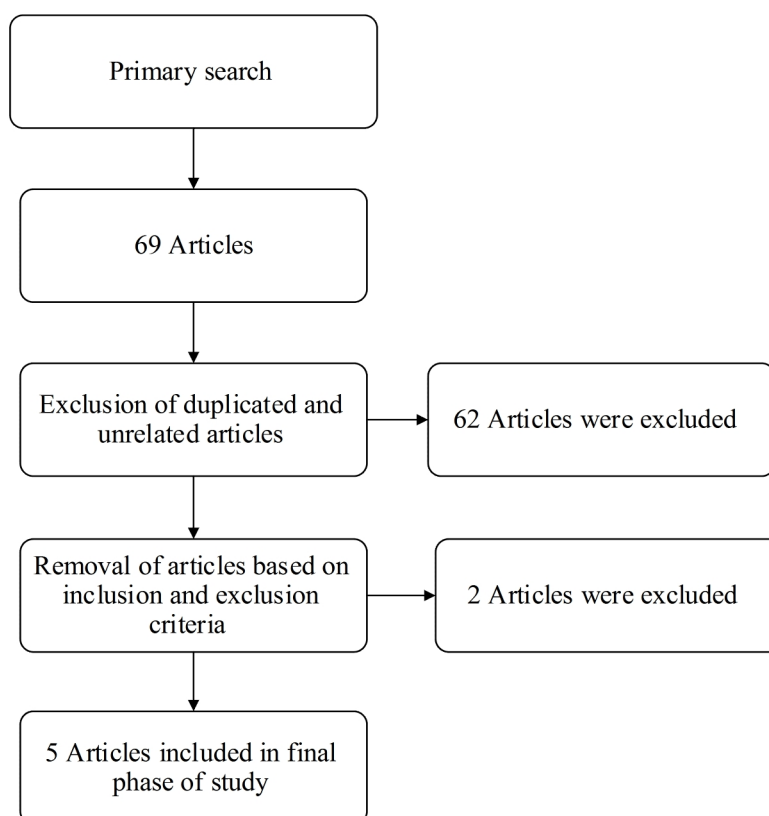 Primary search
69 Articles
Exclusion of duplicated and
unrelated articles
62 Articles were excluded
Removal of articles based on
inclusion and exclusion
criteria
2 Articles were excluded
5 Articles included in final
phase of study